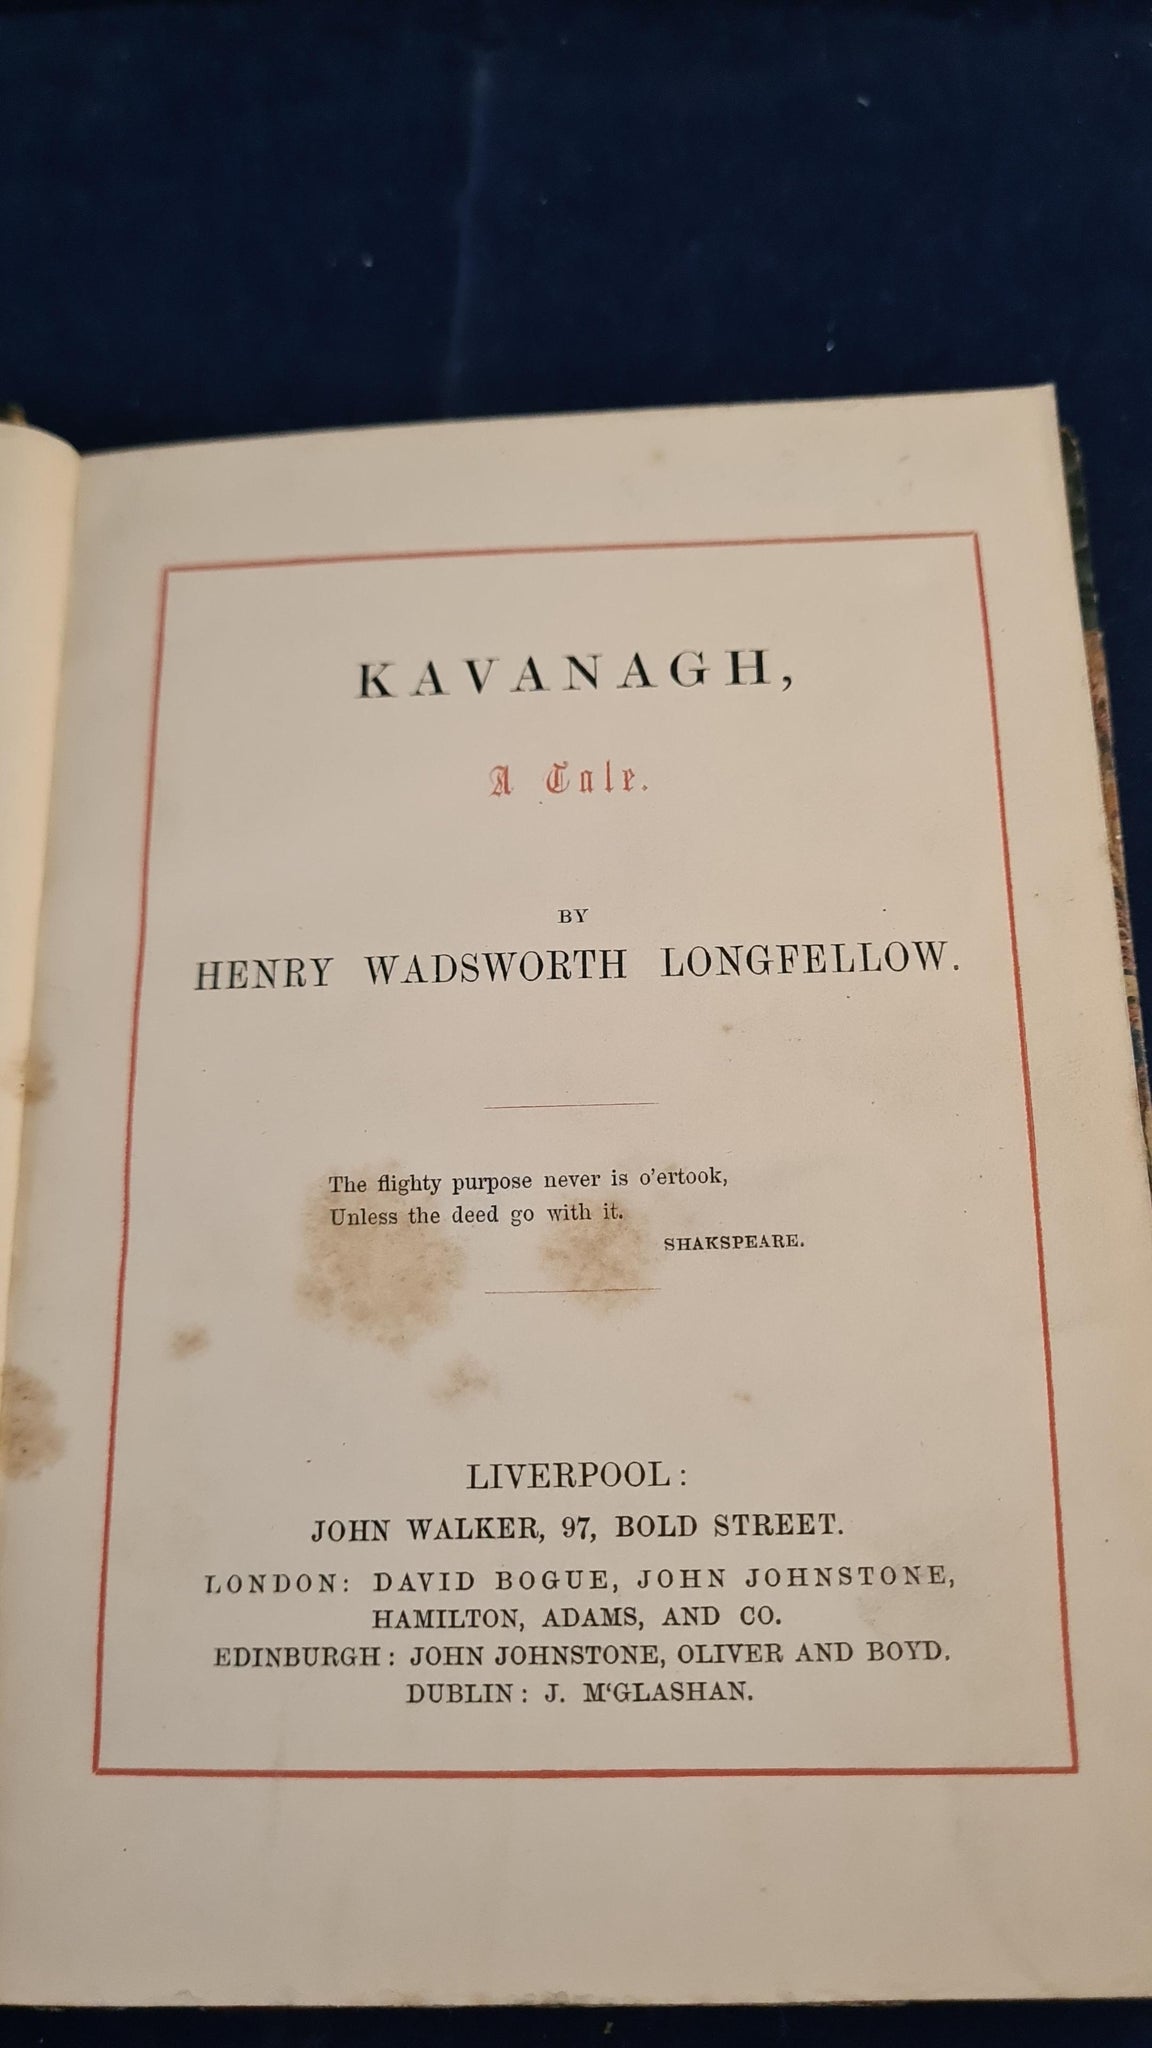 KAVANAGH,
A Tale.
BY
HENRY WADSWORTH LONGFELLOW.
The flighty purpose never is o'ertook,
Unless the deed go with it.
SHAKSPEARE.
LIVERPOOL:
JOHN WALKER, 97, BOLD STREET.
LONDON: DAVID BOGUE, JOHN JOHNSTONE,
HAMILTON, ADAMS, AND CO.
EDINBURGH: JOHN JOHNSTONE, OLIVER AND BOYD.
DUBLIN: J. M‘GLASHAN.